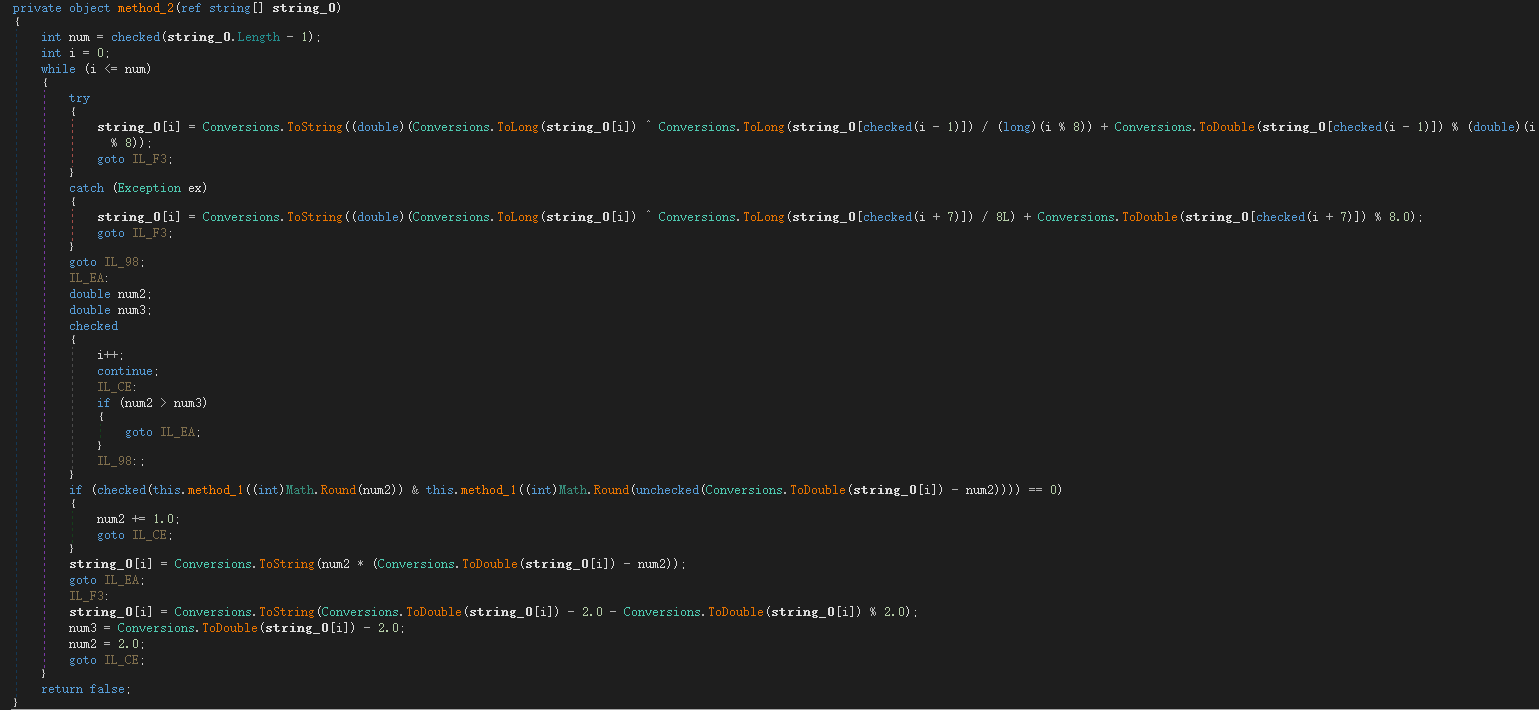 private object method_2(ref string[] string_0)
{
int num = checked(string_0.Length - 1);
int i = 0;
while (i <= num)
{
try
{
string_0[i] = Conversions.ToString((double)(Conversions.ToLong(string_0[i]) ^ Conversions.ToLong(string_0[checked(i - 1)]) / (long)(i % 8)) + Conversions.ToDouble(string_0[checked(i - 1)]) % (double)(i
% 8));
goto IL_F3;
}
catch (Exception ex)
{
string_0[i] = Conversions.ToString((double)(Conversions.ToLong(string_0[i]) ^ Conversions.ToLong(string_0[checked(i + 7)]) / 8L) + Conversions.ToDouble(string_0[checked(i + 7)]) % 8.0);
goto IL_F3;
}
goto IL_98;
IL_EA:
double num2;
double num3;
checked
{
i++;
continue;
IL_CE:
if (num2 > num3)
{
goto IL_EA;
}
IL_98:;
}
if (checked(this.method_1((int)Math.Round(num2)) & this.method_1((int)Math.Round(unchecked(Conversions.ToDouble(string_0[i]) - num2)))) == 0)
{
num2 += 1.0;
goto IL_CE;
}
string_0[i] = Conversions.ToString(num2 * (Conversions.ToDouble(string_0[i]) - num2));
goto IL_EA;
IL_F3:
string_0[i] = Conversions.ToString(Conversions.ToDouble(string_0[i]) - 2.0 - Conversions.ToDouble(string_0[i]) % 2.0);
num3 = Conversions.ToDouble(string_0[i]) - 2.0;
num2 = 2.0;
goto IL_CE;
}
return false;
}